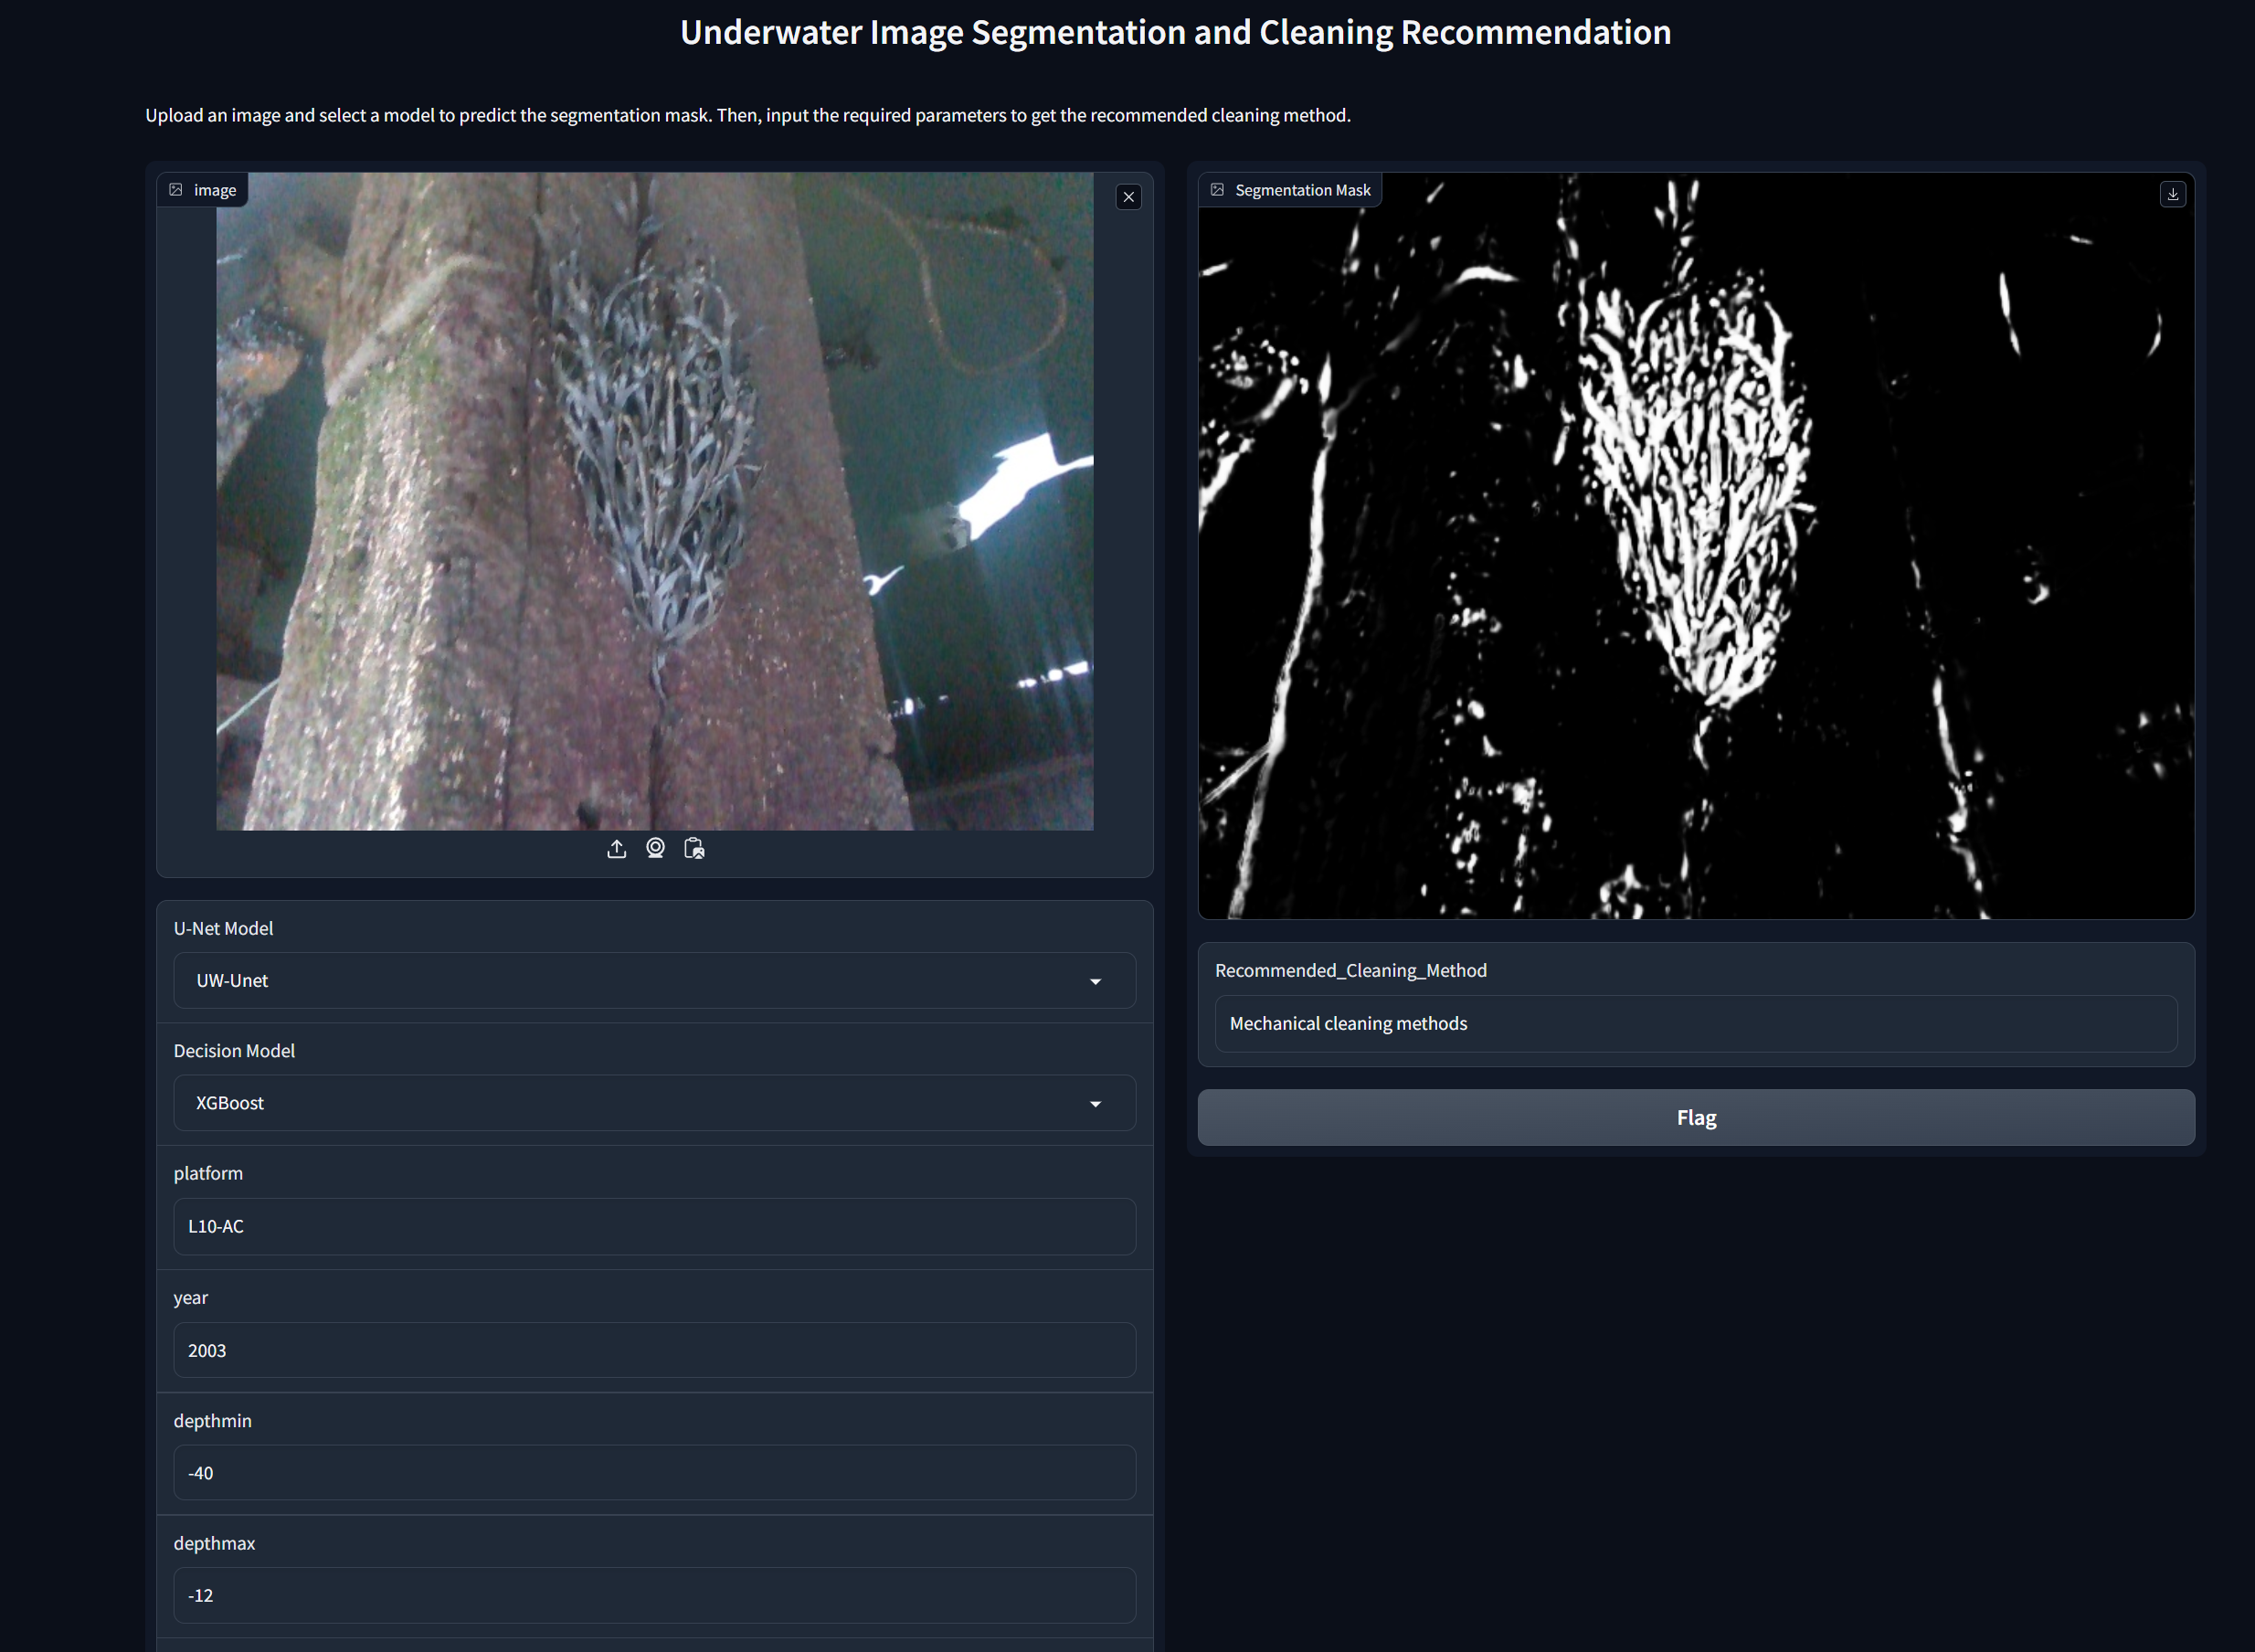 Underwater Image Segmentation and Cleaning Recommendation
Upload an image and select a model to predict the segmentation mask. Then, input the required parameters to get the recommended cleaning method.
image
U-Net Model
UW-Unet
Decision Model
XGBoost
platform
L10-AC
year
2003
depthmin
-40
depthmax
-12
Segmentation Mask
Recommended_Cleaning_Method
Mechanical cleaning methods
Flag